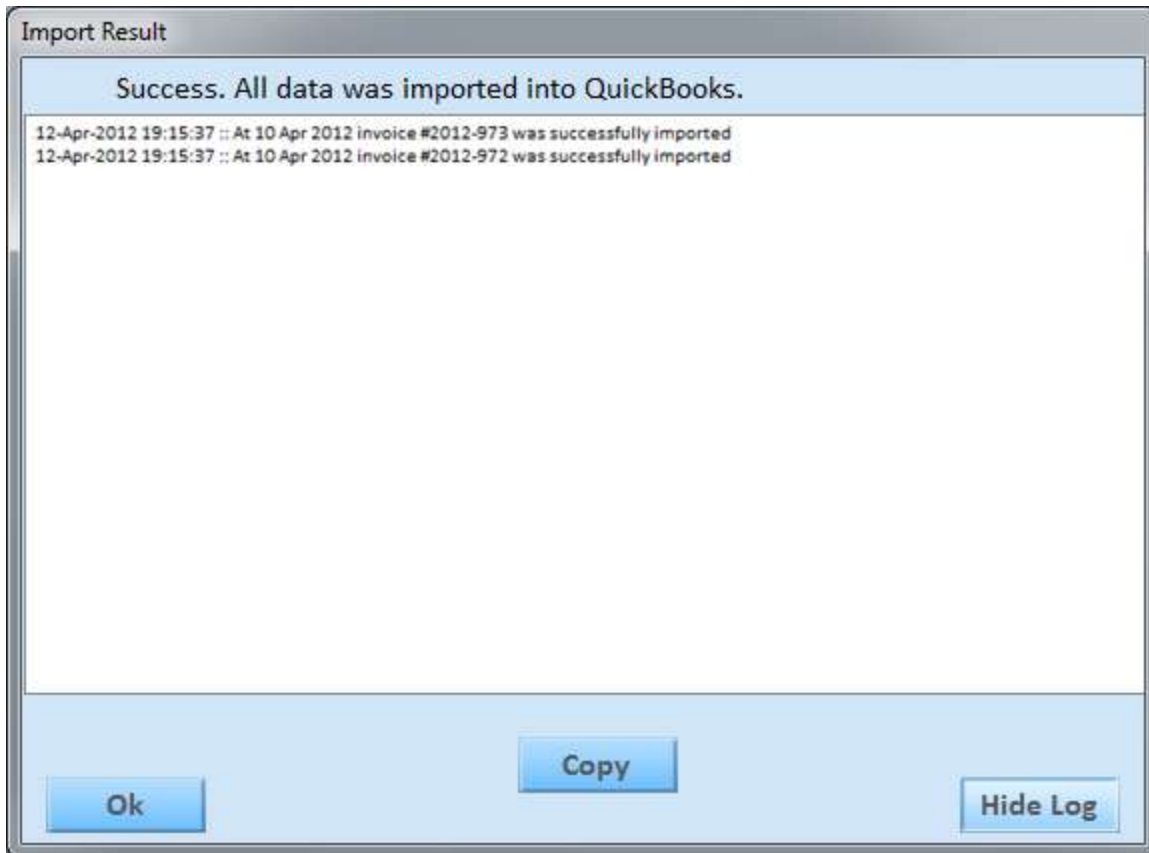 Import Result
Success. All data was imported into QuickBooks.
12-Apr-2012 19:15:37 :: At 10 Apr 2012 invoice #2012-973 was successfully imported
12-Apr-2012 19:15:37 :: At 10 Apr 2012 invoice #2012-972 was successfully imported
Copy
Ok
Hide Log